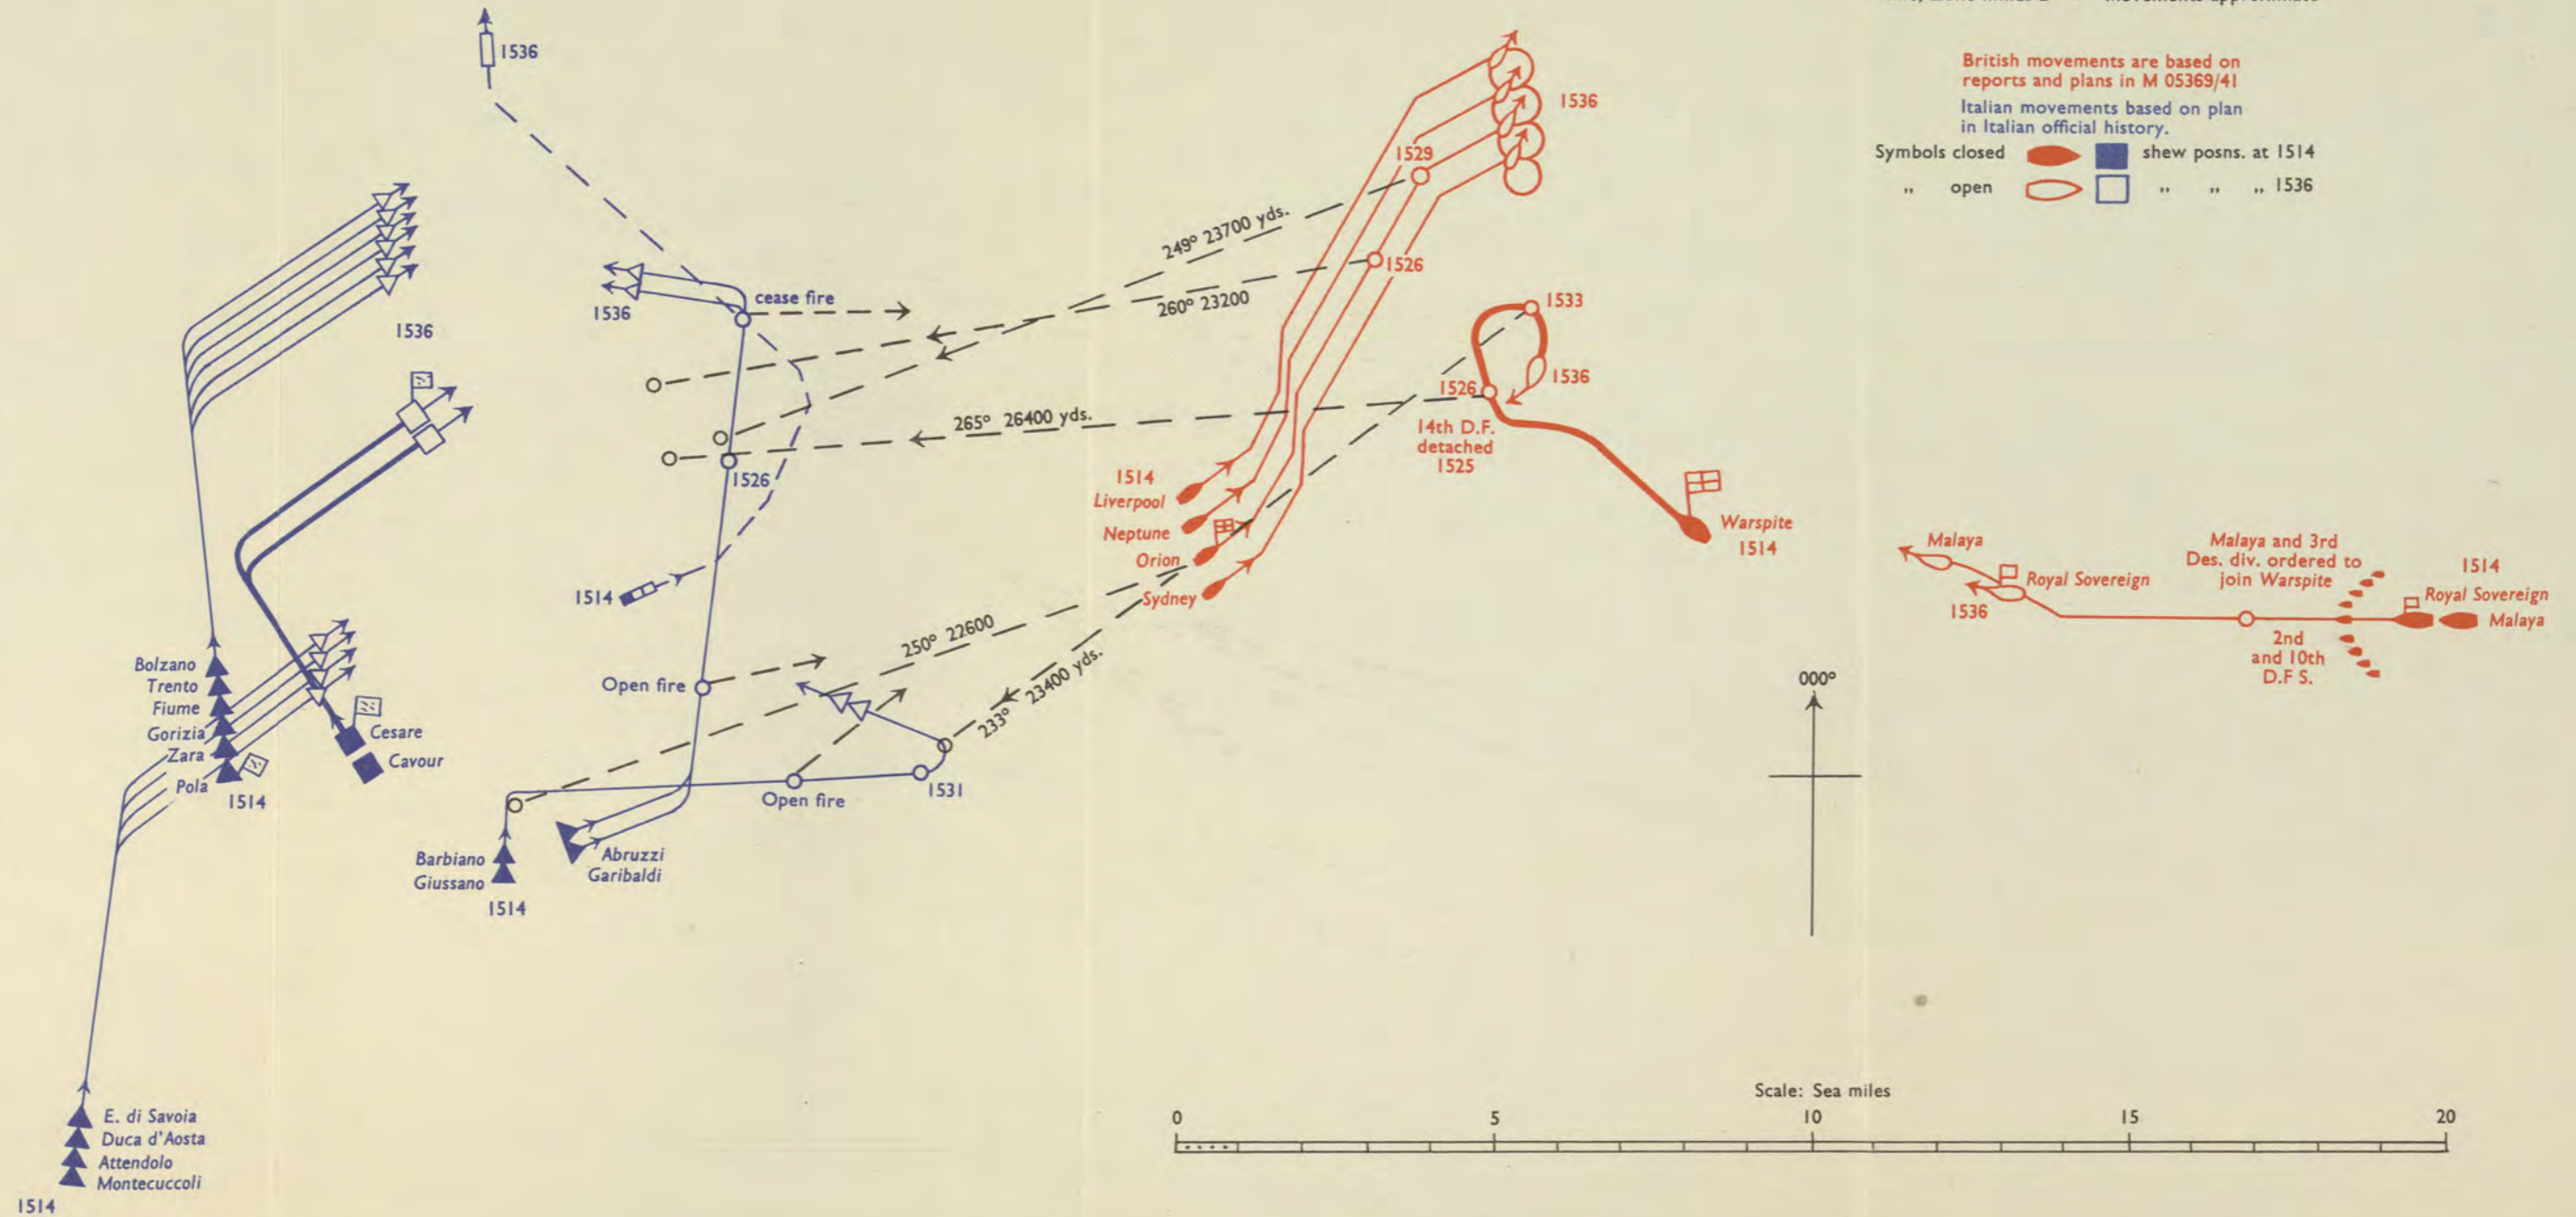 movements approximate
British movements are based on
reports and plans in M 05369/41
Italian movements based on plan
in Italian official history.
Symbols closed shew posns. at 1514
„ open „ „ „ 1536
1536
1536
1529
1526
249° 23700 yds.
260° 23200
1536
cease fire
1536
1533
1536
1526
265° 26400 yds.
14th D.F.
detached
1525
1526
1514
Liverpool
Neptune
Orion
Sydney
Warspite
1514
Malaya
Royal Sovereign
1536
Malaya and 3rd
Des. div. ordered to
join Warspite
2nd
and 10th
D.F S.
1514
Royal Sovereign
Malaya
1514
250° 22600
233° 23400 yds.
Open fire
Open fire
1531
Bolzano
Trento
Fiume
Gorizia
Zara
Pola
1514
Cesare
Cavour
Barbiano
Giussano
1514
Abruzzi
Garibaldi
000°
E. di Savoia
Duca d'Aosta
Attendolo
Montecuccoli
1514
Scale: Sea miles
0 5 10 15 20